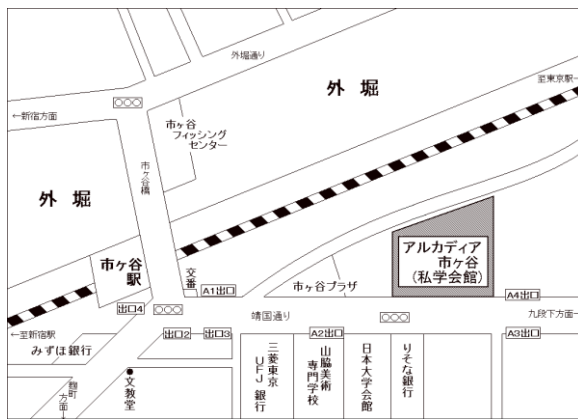 外堀通り
至東京駅→
外 堀
←新宿方面
市ヶ谷
フィッシング
センター
市ヶ谷橋
外 堀
アルカディア
市ヶ谷
(私学会館)
市ヶ谷
駅
交番
A1出口
市ヶ谷プラザ
A4出口
出口4
靖国通り
九段下方面→
←至新宿駅
出口2
出口3
A2出口
A3出口
みずほ銀行
三菱東京
UFJ銀行
山脇美術
専門学校
日本大学会館
りそな銀行
麹町
方面
文教堂